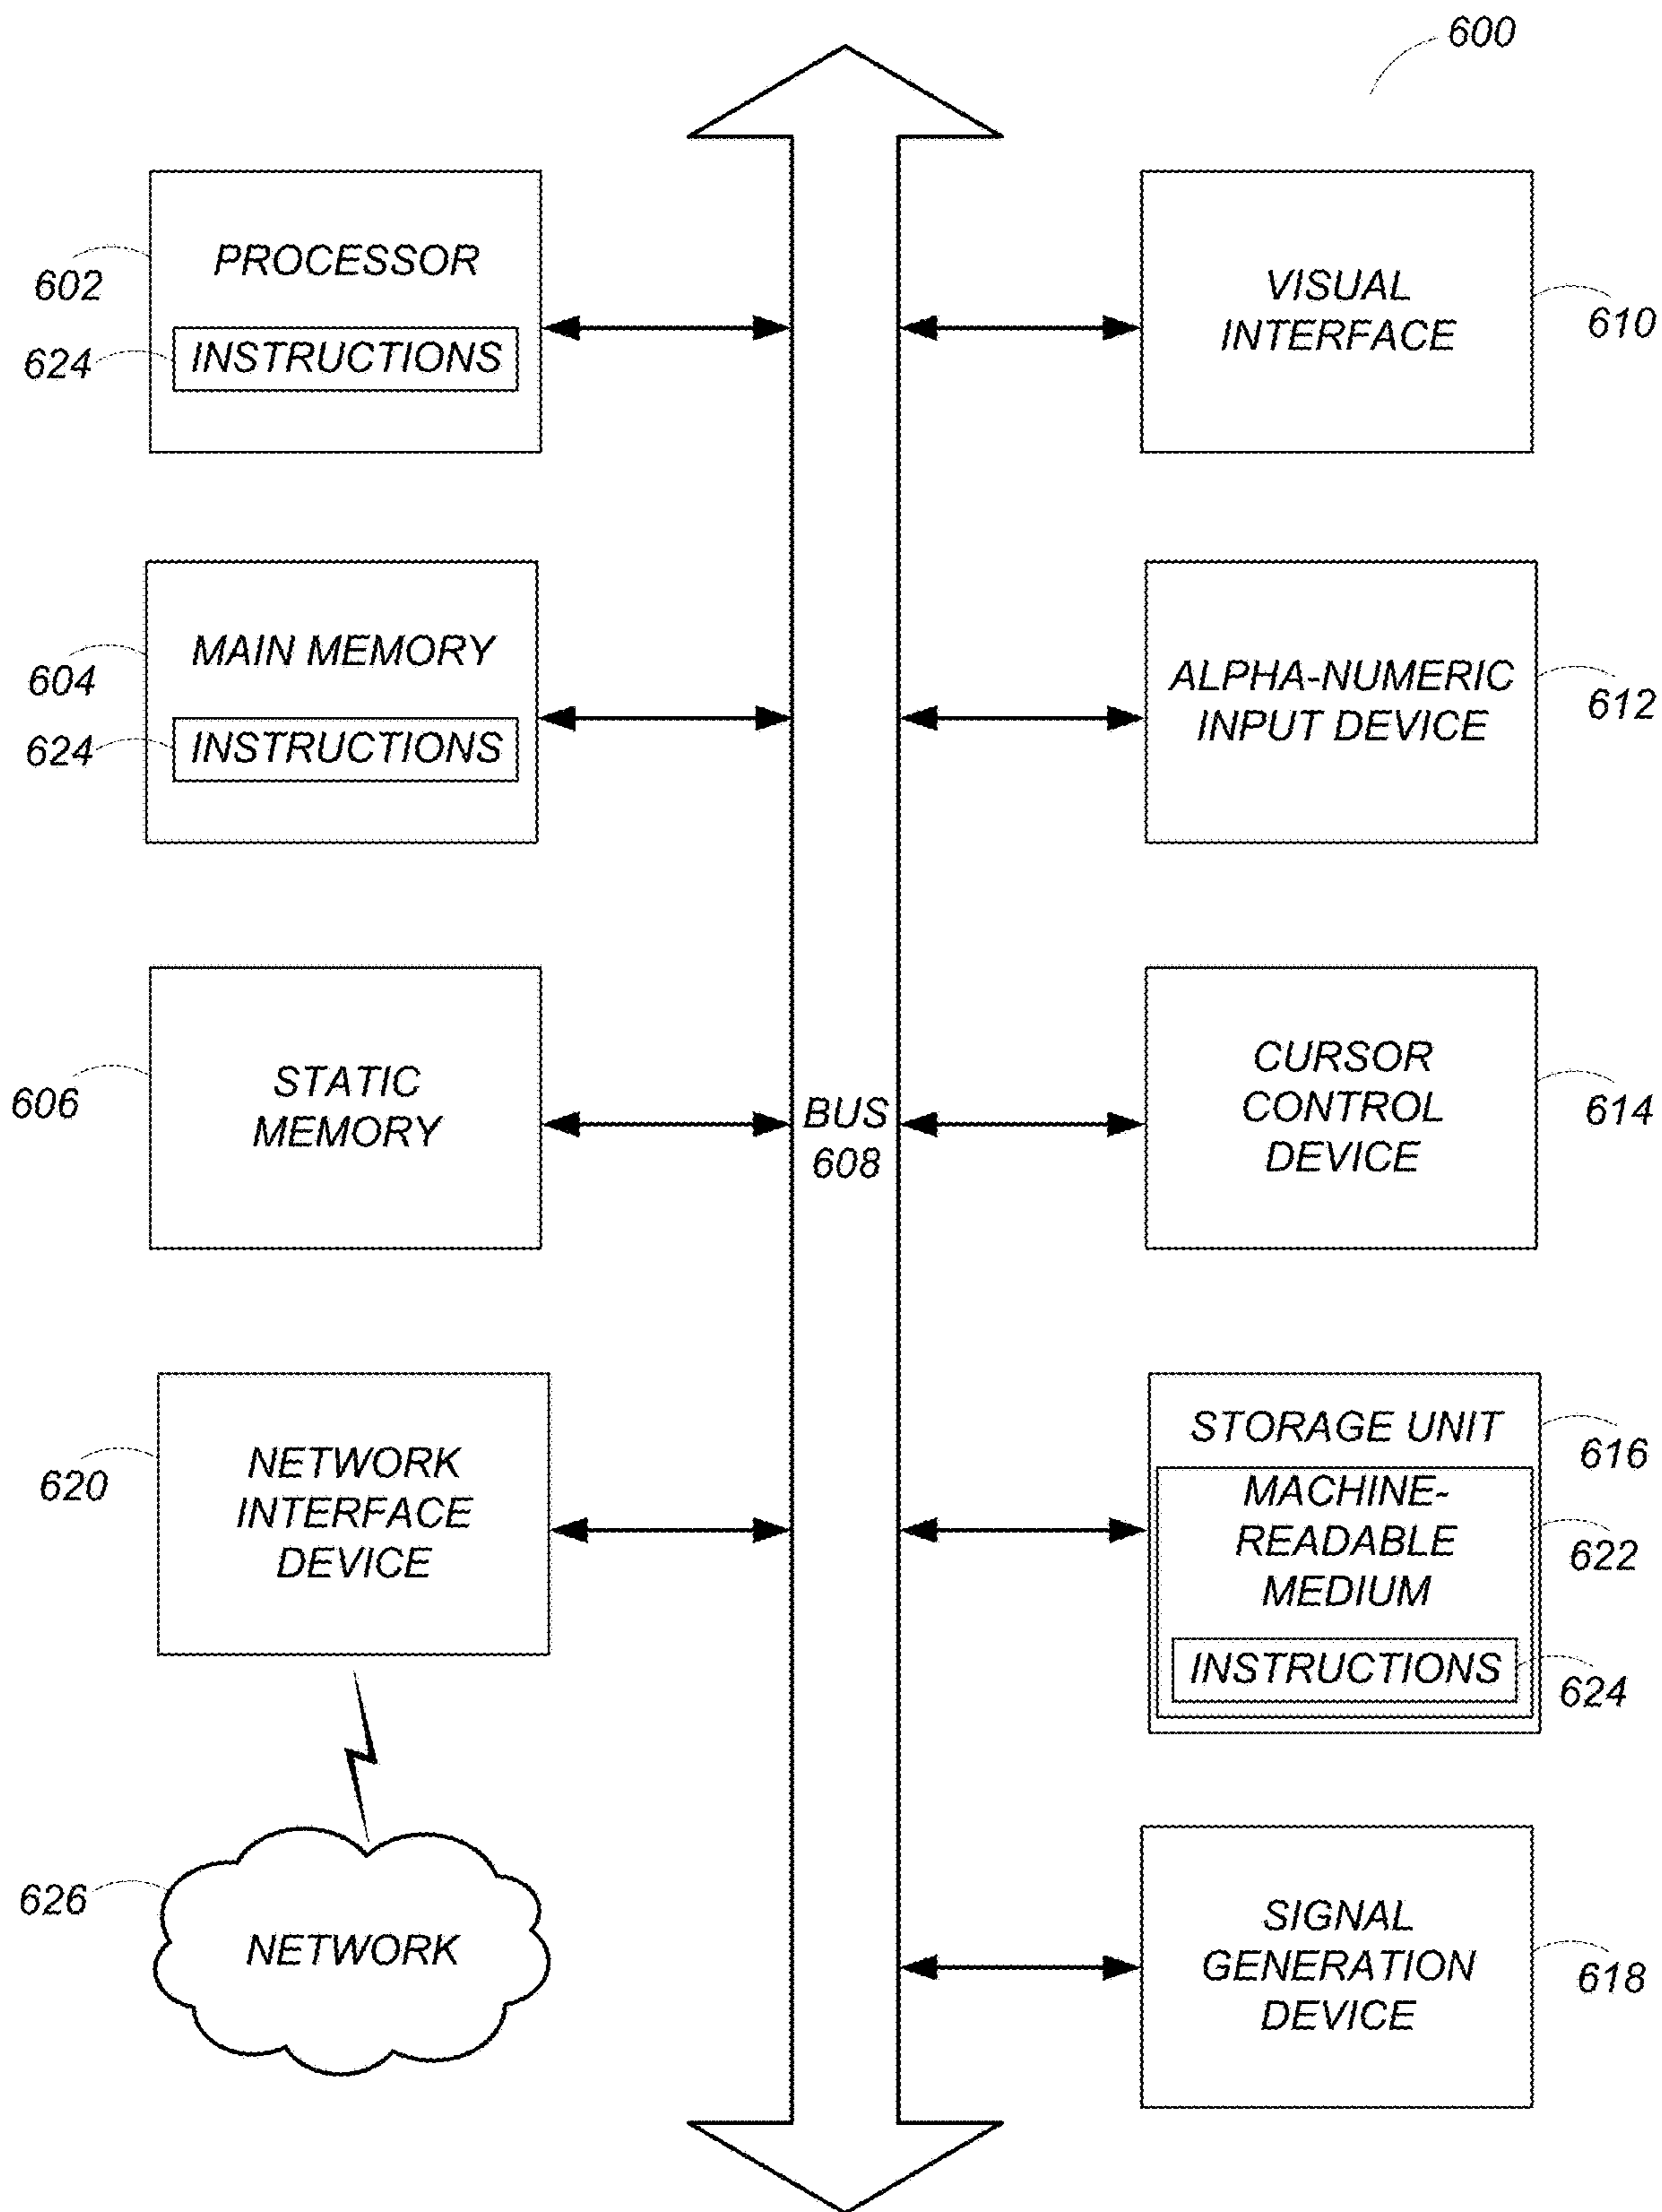 600
PROCESSOR
602
624
INSTRUCTIONS
VISUAL
INTERFACE
610
MAIN MEMORY
604
624
INSTRUCTIONS
ALPHA-NUMERIC
INPUT DEVICE
612
STATIC
MEMORY
606
BUS
608
CURSOR
CONTROL
DEVICE
614
NETWORK
INTERFACE
DEVICE
620
STORAGE UNIT
616
MACHINE-
READABLE
MEDIUM
622
INSTRUCTIONS
624
626
NETWORK
SIGNAL
GENERATION
DEVICE
618